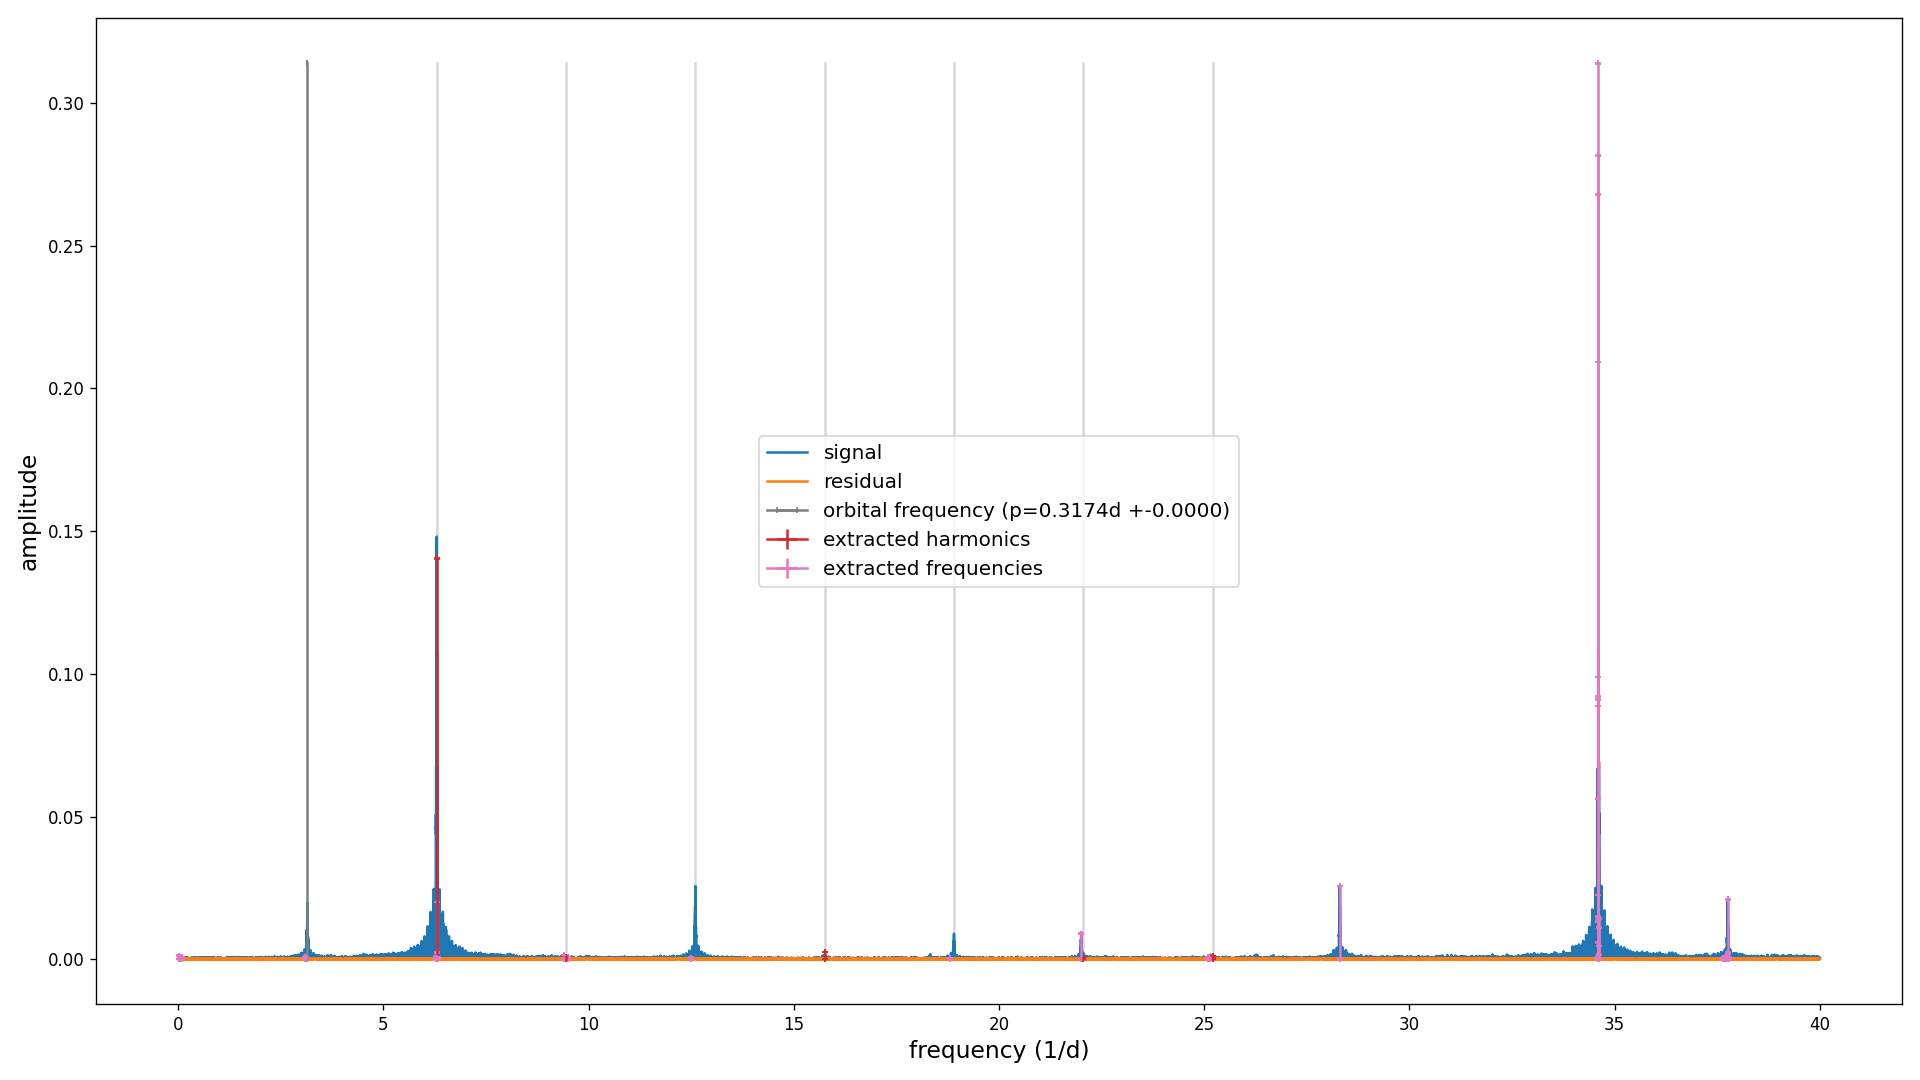 0.30
0.25
0.20
0.15
0.10
0.05
0.00
amplitude
signal
residual
orbital frequency (p=0.3174d +-0.0000)
extracted harmonics
extracted frequencies
0 5 10 15 20 25 30 35 40
frequency (1/d)